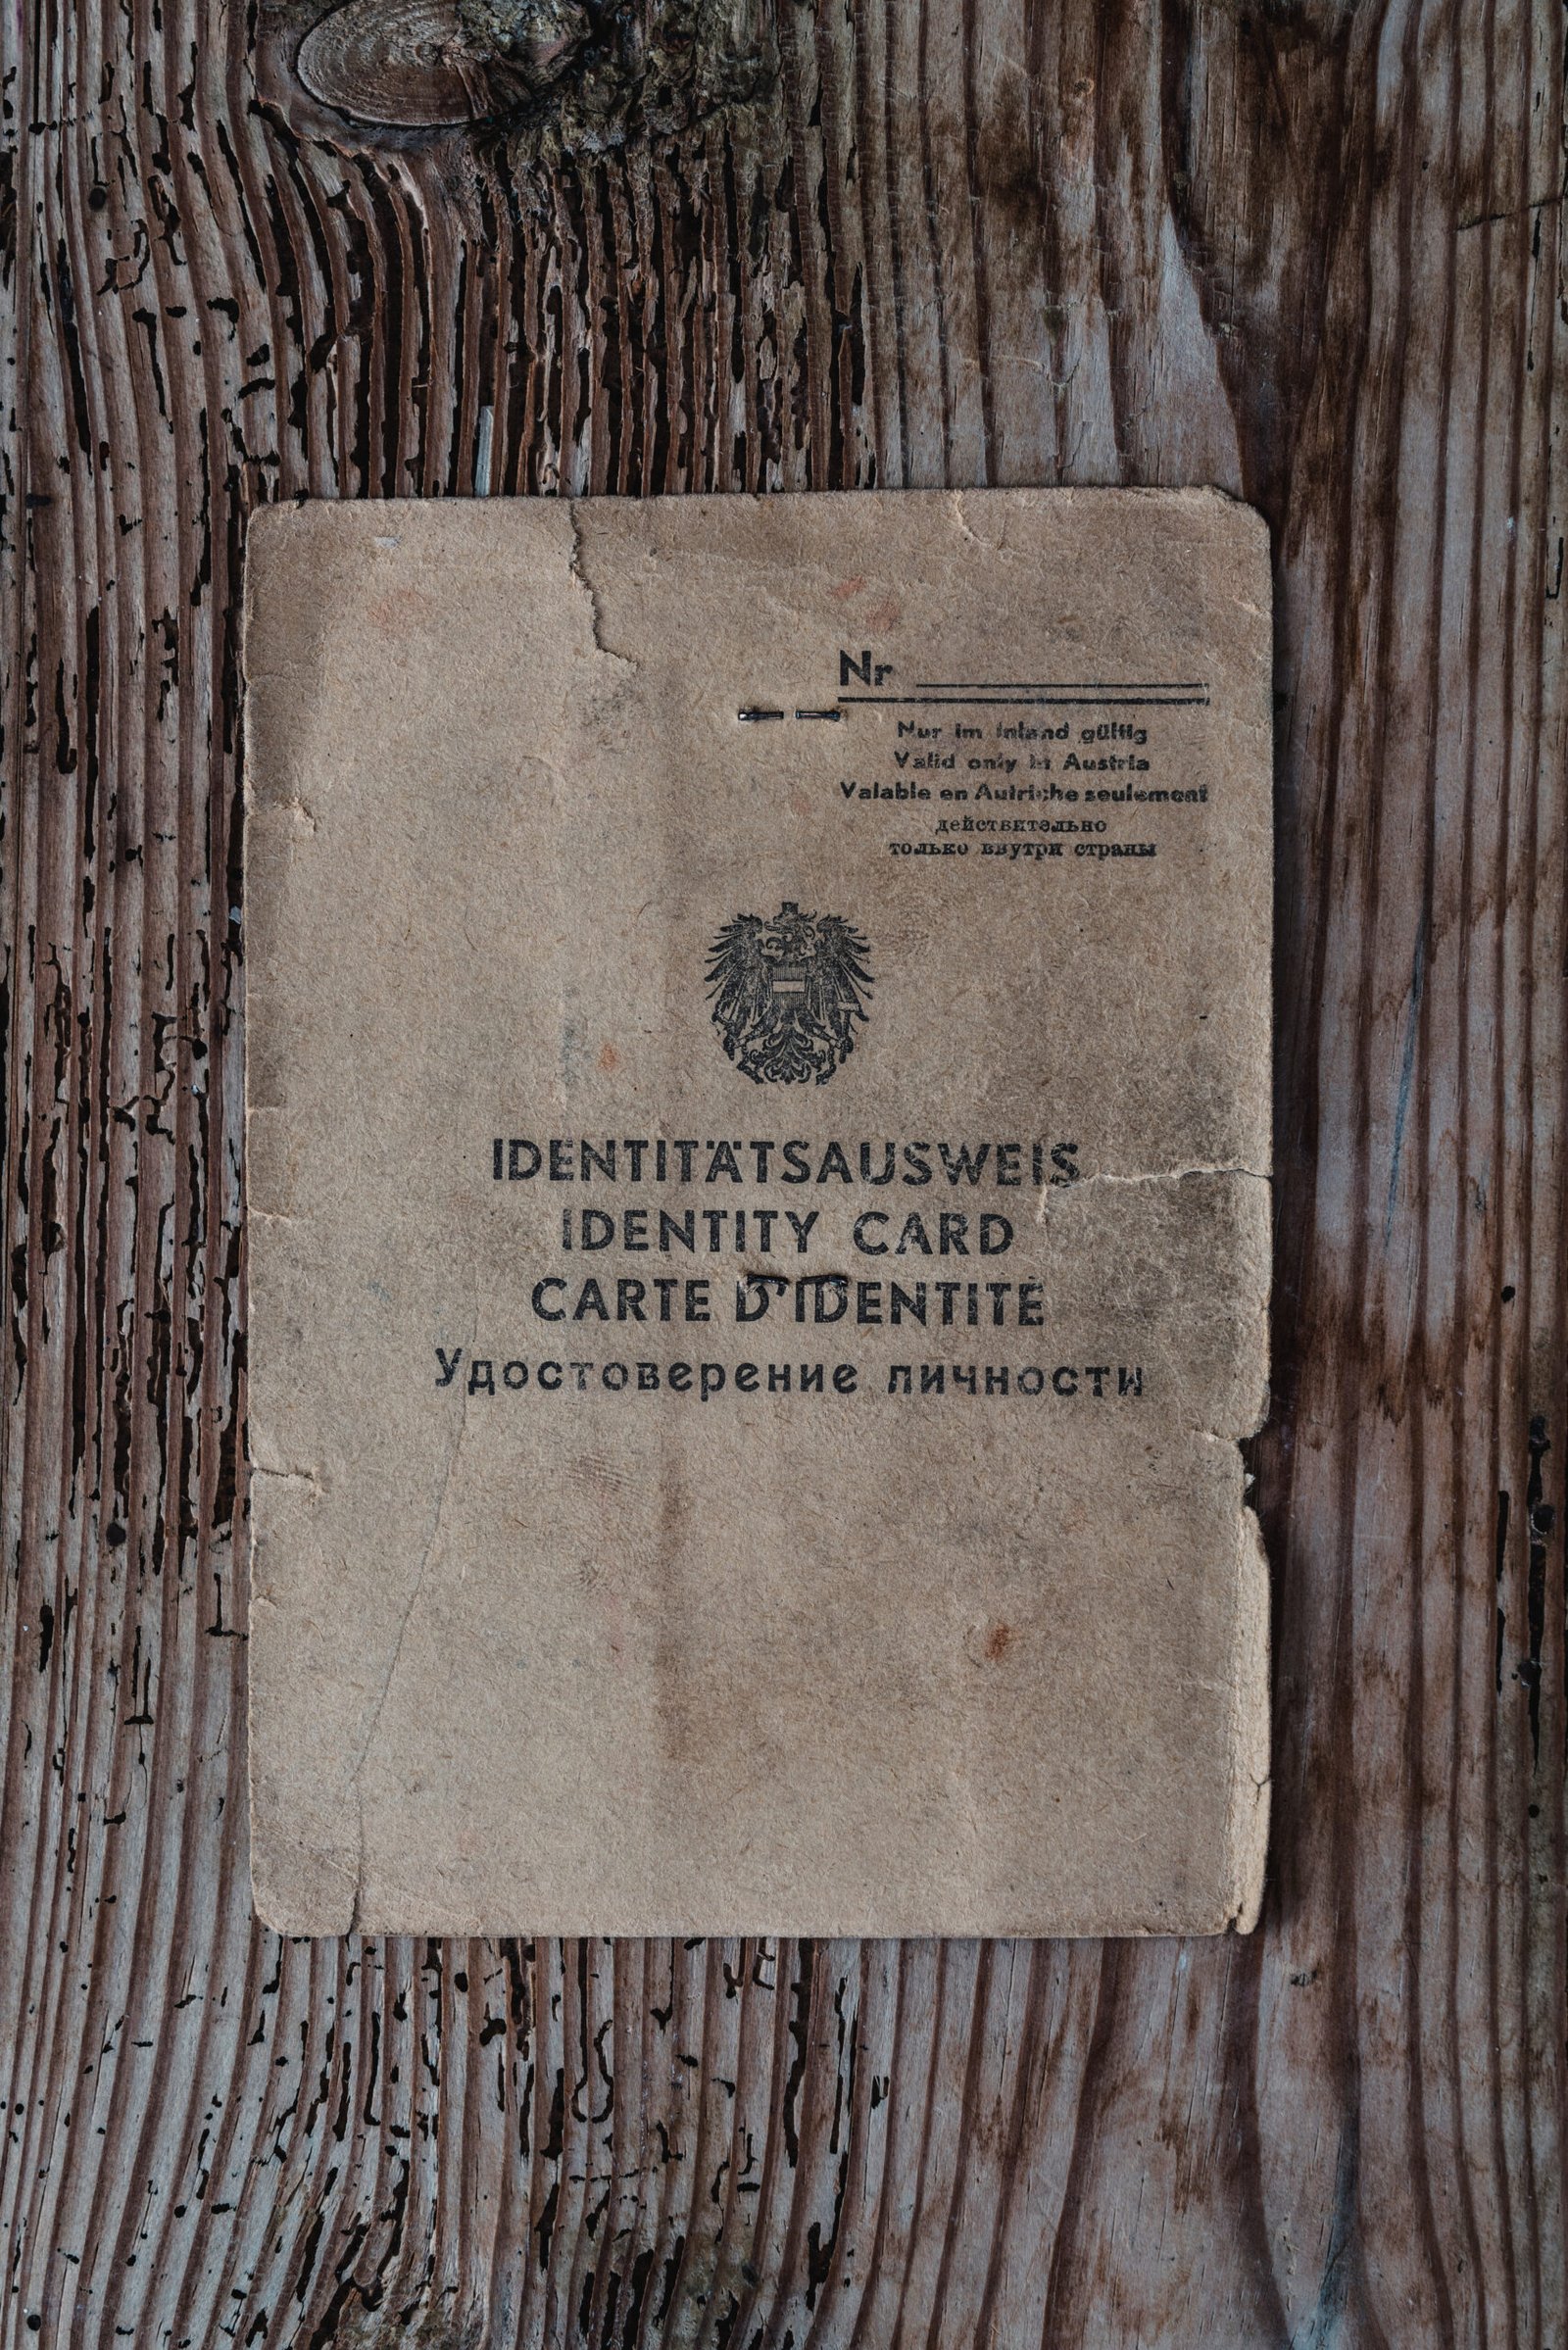 Nr
Nur im Inland gültig
Valid only in Austria
Valable en Autriche seulement
действительно
только внутри страны
IDENTITÄTSAUSWEIS
IDENTITY CARD
CARTE D'IDENTITÉ
Удостоверение личности